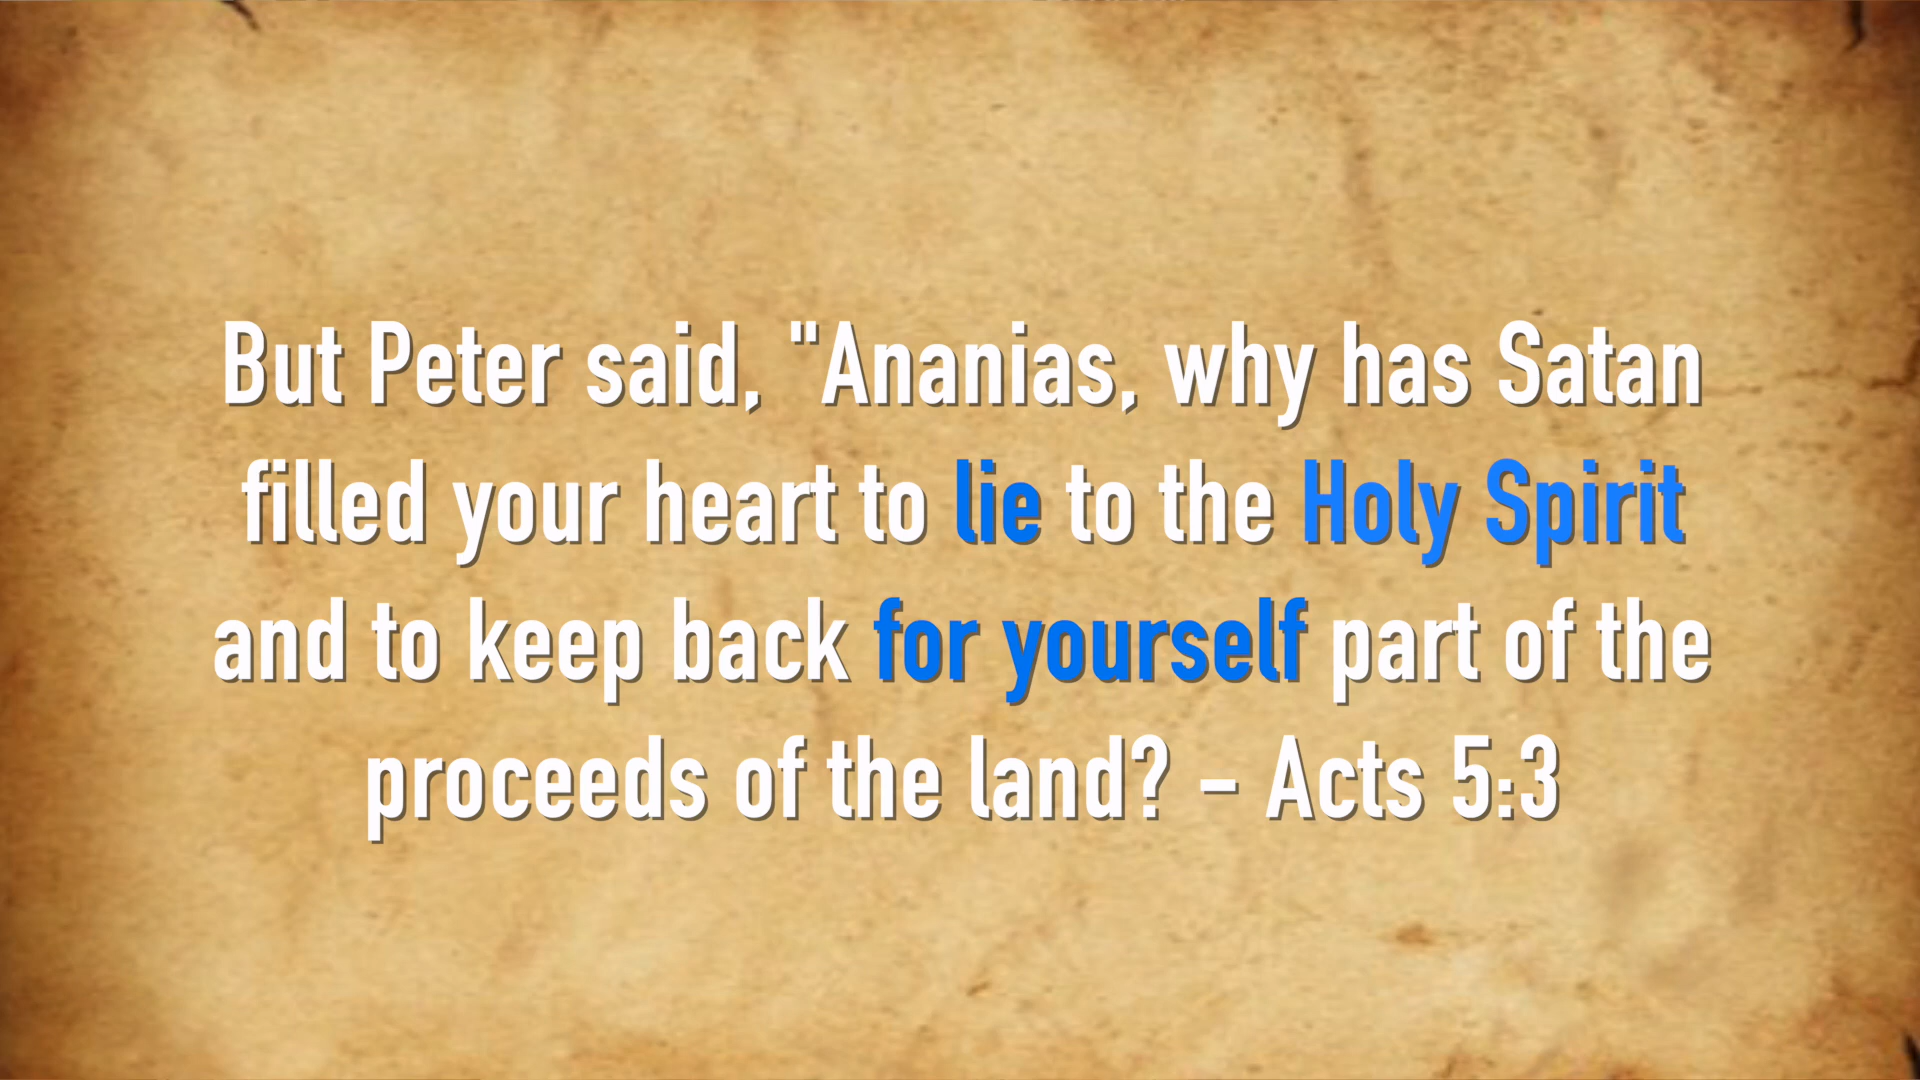 But Peter said, "Ananias, why has Satan
filled your heart to lie to the Holy Spirit
and to keep back for yourself part of the
proceeds of the land? – Acts 5:3